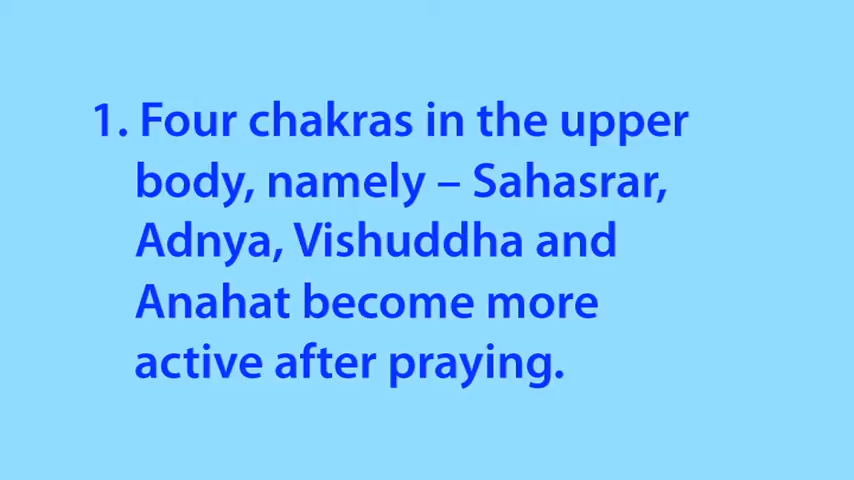 1. Four chakras in the upper
body, namely – Sahasrar,
Adnya, Vishuddha and
Anahat become more
active after praying.